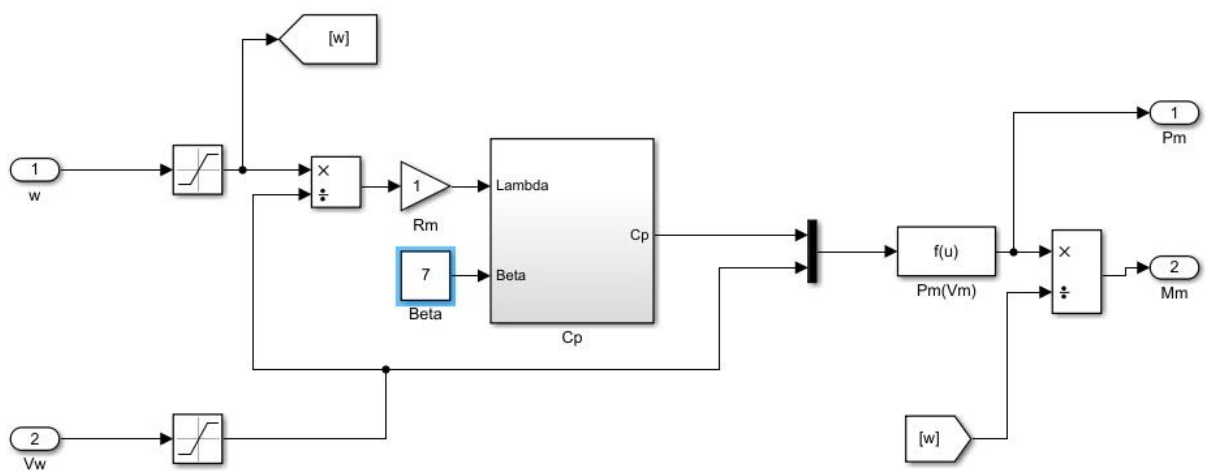 [w]
1
w
×
÷
1
Rm
Lambda
Beta
Cp
7
Beta
Cp
f(u)
Pm(Vm)
1
Pm
×
÷
2
Mm
2
Vw
[w]